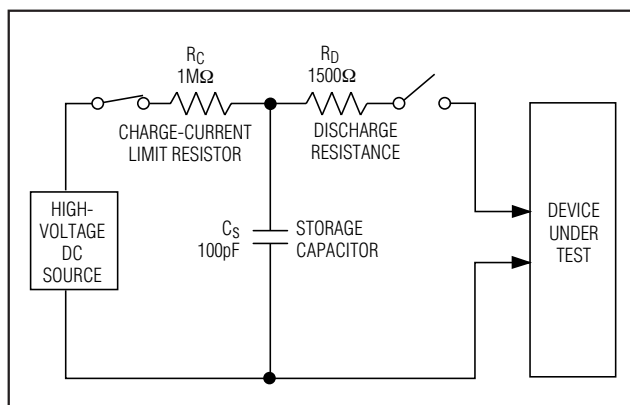 RC
1MΩ
CHARGE-CURRENT
LIMIT RESISTOR
RD
1500Ω
DISCHARGE
RESISTANCE
HIGH-
VOLTAGE
DC
SOURCE
CS
100pF
STORAGE
CAPACITOR
DEVICE
UNDER
TEST